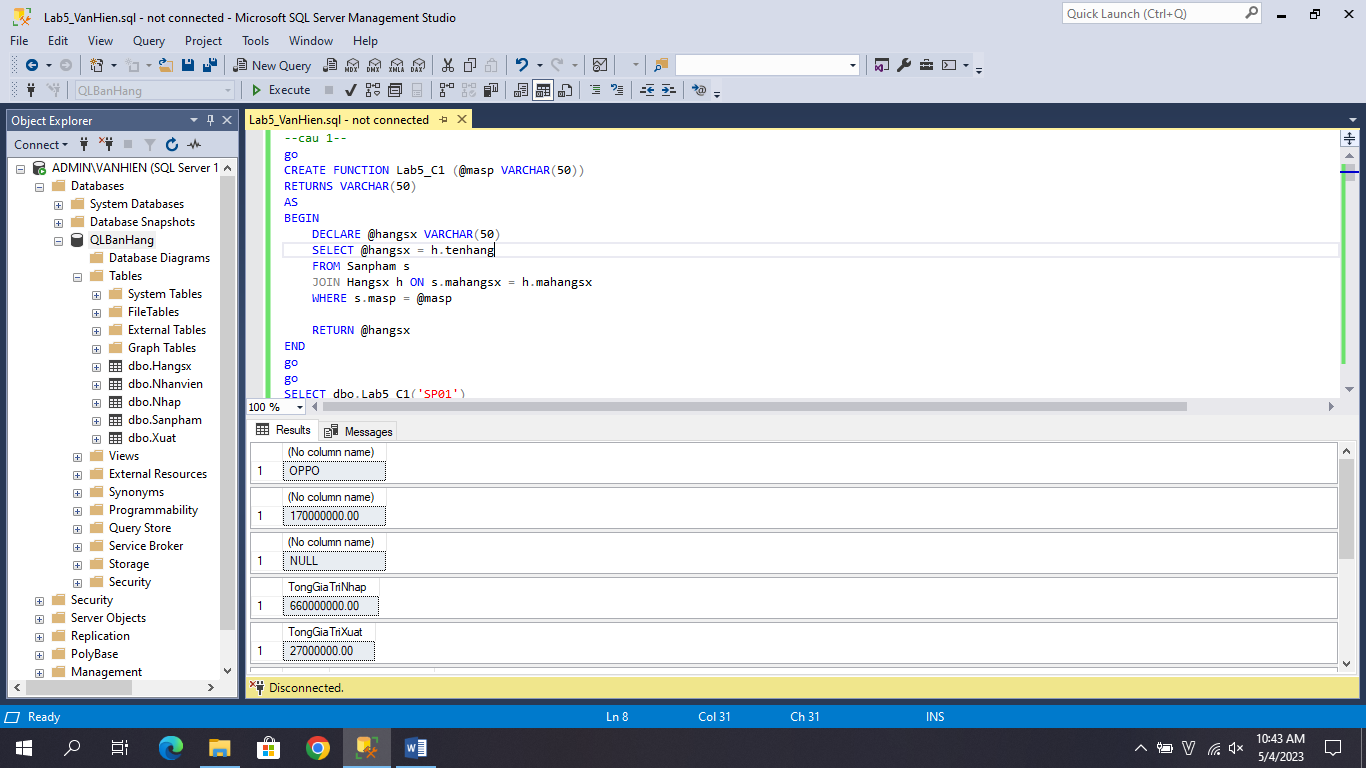 Lab5_VanHien.sql - not connected - Microsoft SQL Server Management Studio
Quick Launch (Ctrl+Q)
File Edit View Query Project Tools Window Help
New Query MDX DMX XMLA DAX
QLBanHang Execute
Object Explorer
Connect
ADMIN\VANHIEN (SQL Server 1
Databases
System Databases
Database Snapshots
QLBanHang
Database Diagrams
Tables
System Tables
FileTables
External Tables
Graph Tables
dbo.Hangsx
dbo.Nhanvien
dbo.Nhap
dbo.Sanpham
dbo.Xuat
Views
External Resources
Synonyms
Programmability
Query Store
Service Broker
Storage
Security
Security
Server Objects
Replication
PolyBase
Management
Lab5_VanHien.sql - not connected
--cau 1--
go
CREATE FUNCTION Lab5_C1 (@masp VARCHAR(50))
RETURNS VARCHAR(50)
AS
BEGIN
DECLARE @hangsx VARCHAR(50)
SELECT @hangsx = h.tenhang
FROM Sanpham s
JOIN Hangsx h ON s.mahangsx = h.mahangsx
WHERE s.masp = @masp
RETURN @hangsx
END
go
go
SELECT dbo.Lab5_C1('SP01')
100 %
Results Messages
(No column name)
1 OPPO
(No column name)
1 170000000.00
(No column name)
1 NULL
TongGiaTriNhap
1 660000000.00
TongGiaTriXuat
1 27000000.00
Disconnected.
Ready Ln 8 Col 31 Ch 31 INS
10:43 AM
5/4/2023